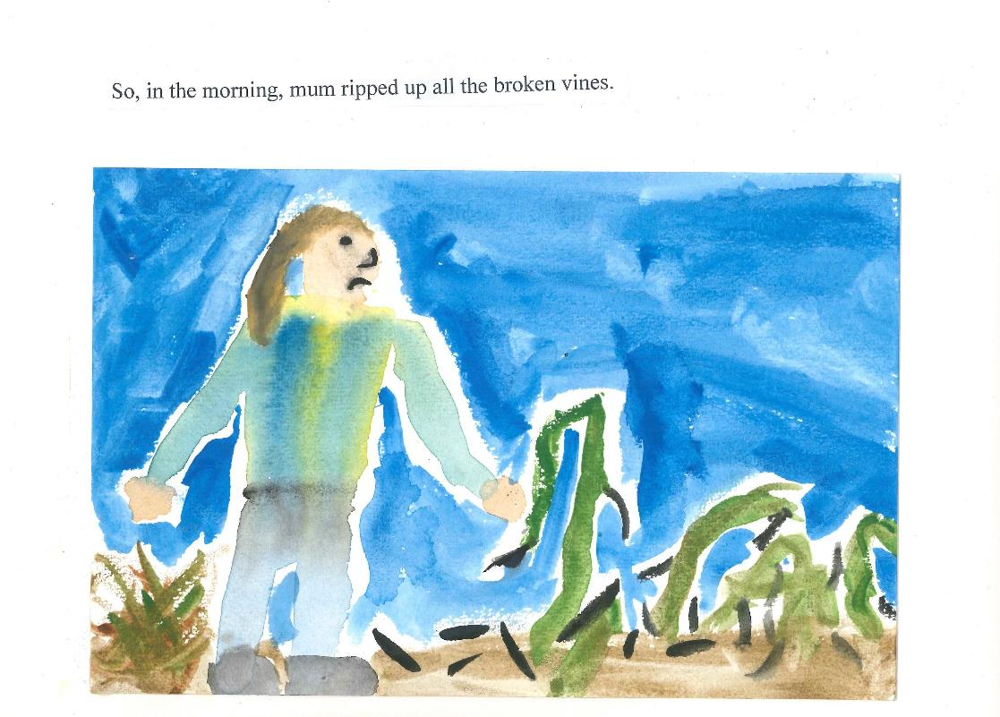 So, in the morning, mum ripped up all the broken vines.